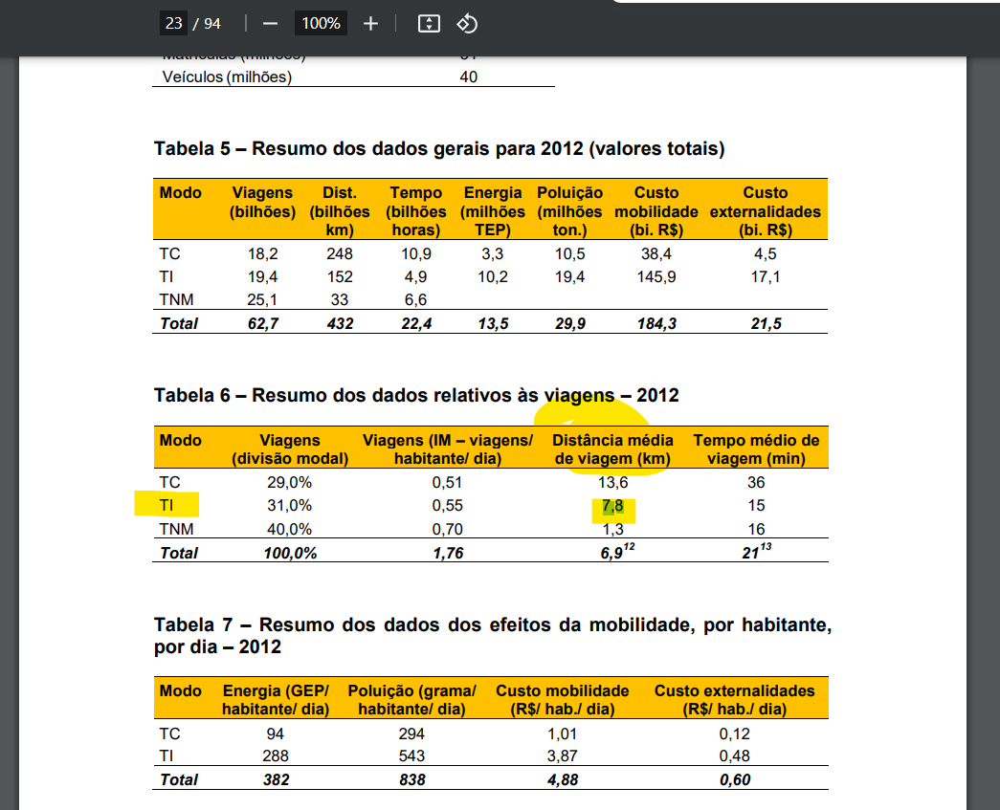 23 / 94 | − 100% +
Veículos (milhões) 40
Tabela 5 – Resumo dos dados gerais para 2012 (valores totais)
Modo Viagens (bilhões) Dist. (bilhões km) Tempo (bilhões horas) Energia (milhões TEP) Poluição (milhões ton.) Custo mobilidade (bi. R$) Custo externalidades (bi. R$)
TC 18,2 248 10,9 3,3 10,5 38,4 4,5
TI 19,4 152 4,9 10,2 19,4 145,9 17,1
TNM 25,1 33 6,6
Total 62,7 432 22,4 13,5 29,9 184,3 21,5
Tabela 6 – Resumo dos dados relativos às viagens – 2012
Modo Viagens (divisão modal) Viagens (IM – viagens/ habitante/ dia) Distância média de viagem (km) Tempo médio de viagem (min)
TC 29,0% 0,51 13,6 36
TI 31,0% 0,55 7,8 15
TNM 40,0% 0,70 1,3 16
Total 100,0% 1,76 6,9¹² 21¹³
Tabela 7 – Resumo dos dados dos efeitos da mobilidade, por habitante,
por dia – 2012
Modo Energia (GEP/ habitante/ dia) Poluição (grama/ habitante/ dia) Custo mobilidade (R$/ hab./ dia) Custo externalidades (R$/ hab./ dia)
TC 94 294 1,01 0,12
TI 288 543 3,87 0,48
Total 382 838 4,88 0,60